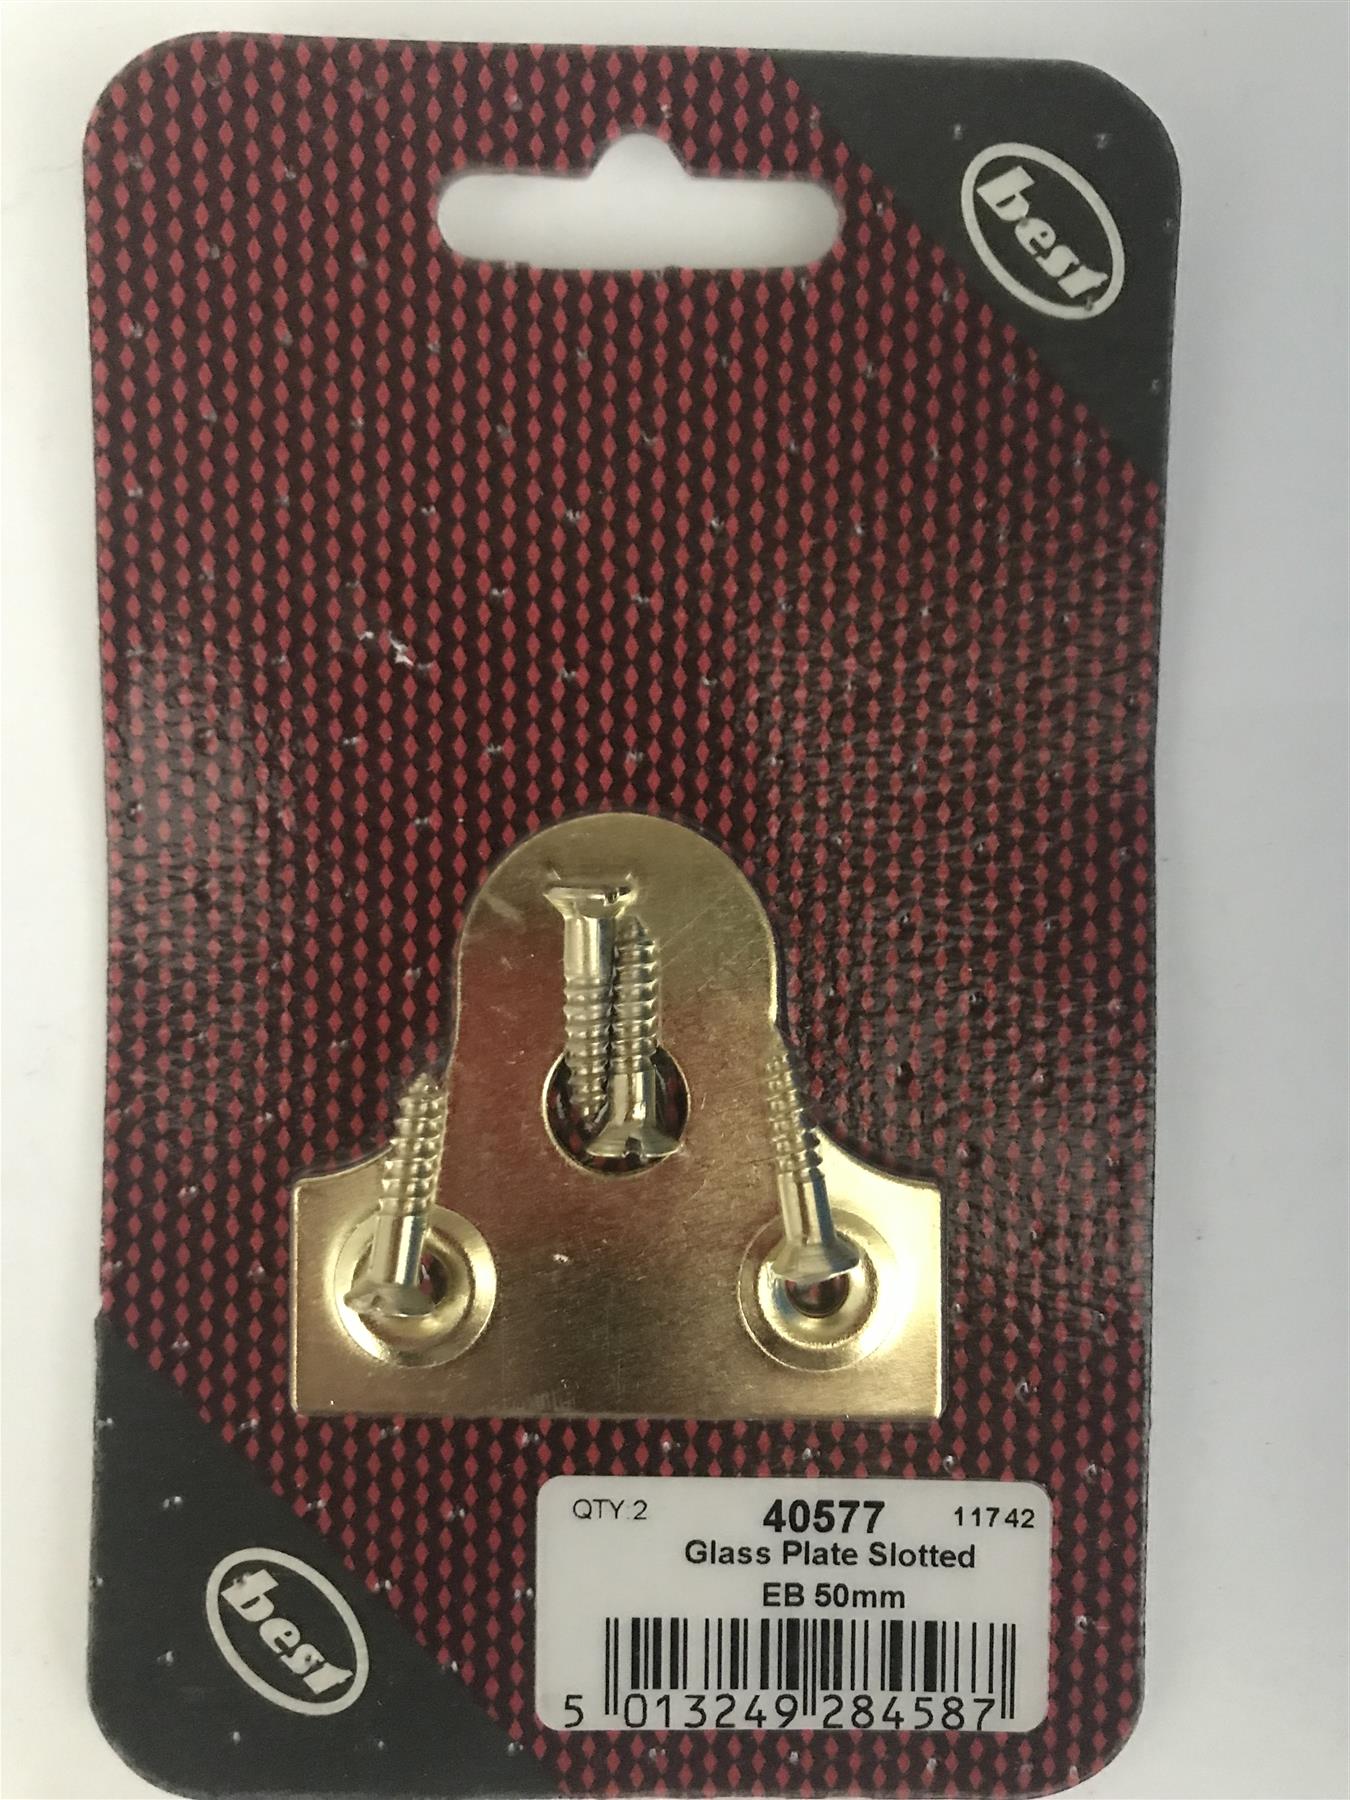 best
QTY.2 40577 11742
Glass Plate Slotted
EB 50mm
5 013249 284587
best